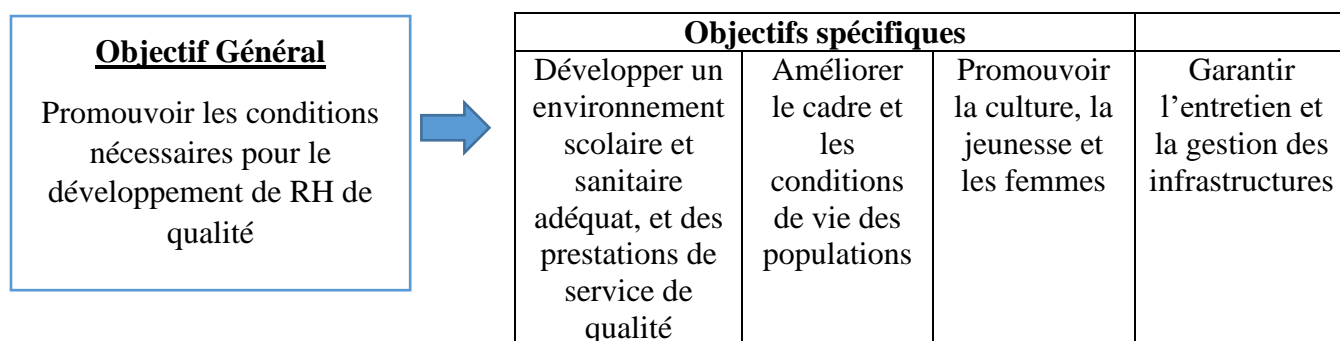 Objectif Général
Promouvoir les conditions
nécessaires pour le
développement de RH de
qualité
Objectifs spécifiques
Développer un
environnement
scolaire et
sanitaire
adéquat, et des
prestations de
service de
qualité
Améliorer
le cadre et
les
conditions
de vie des
populations
Promouvoir
la culture, la
jeunesse et
les femmes
Garantir
l’entretien et
la gestion des
infrastructures